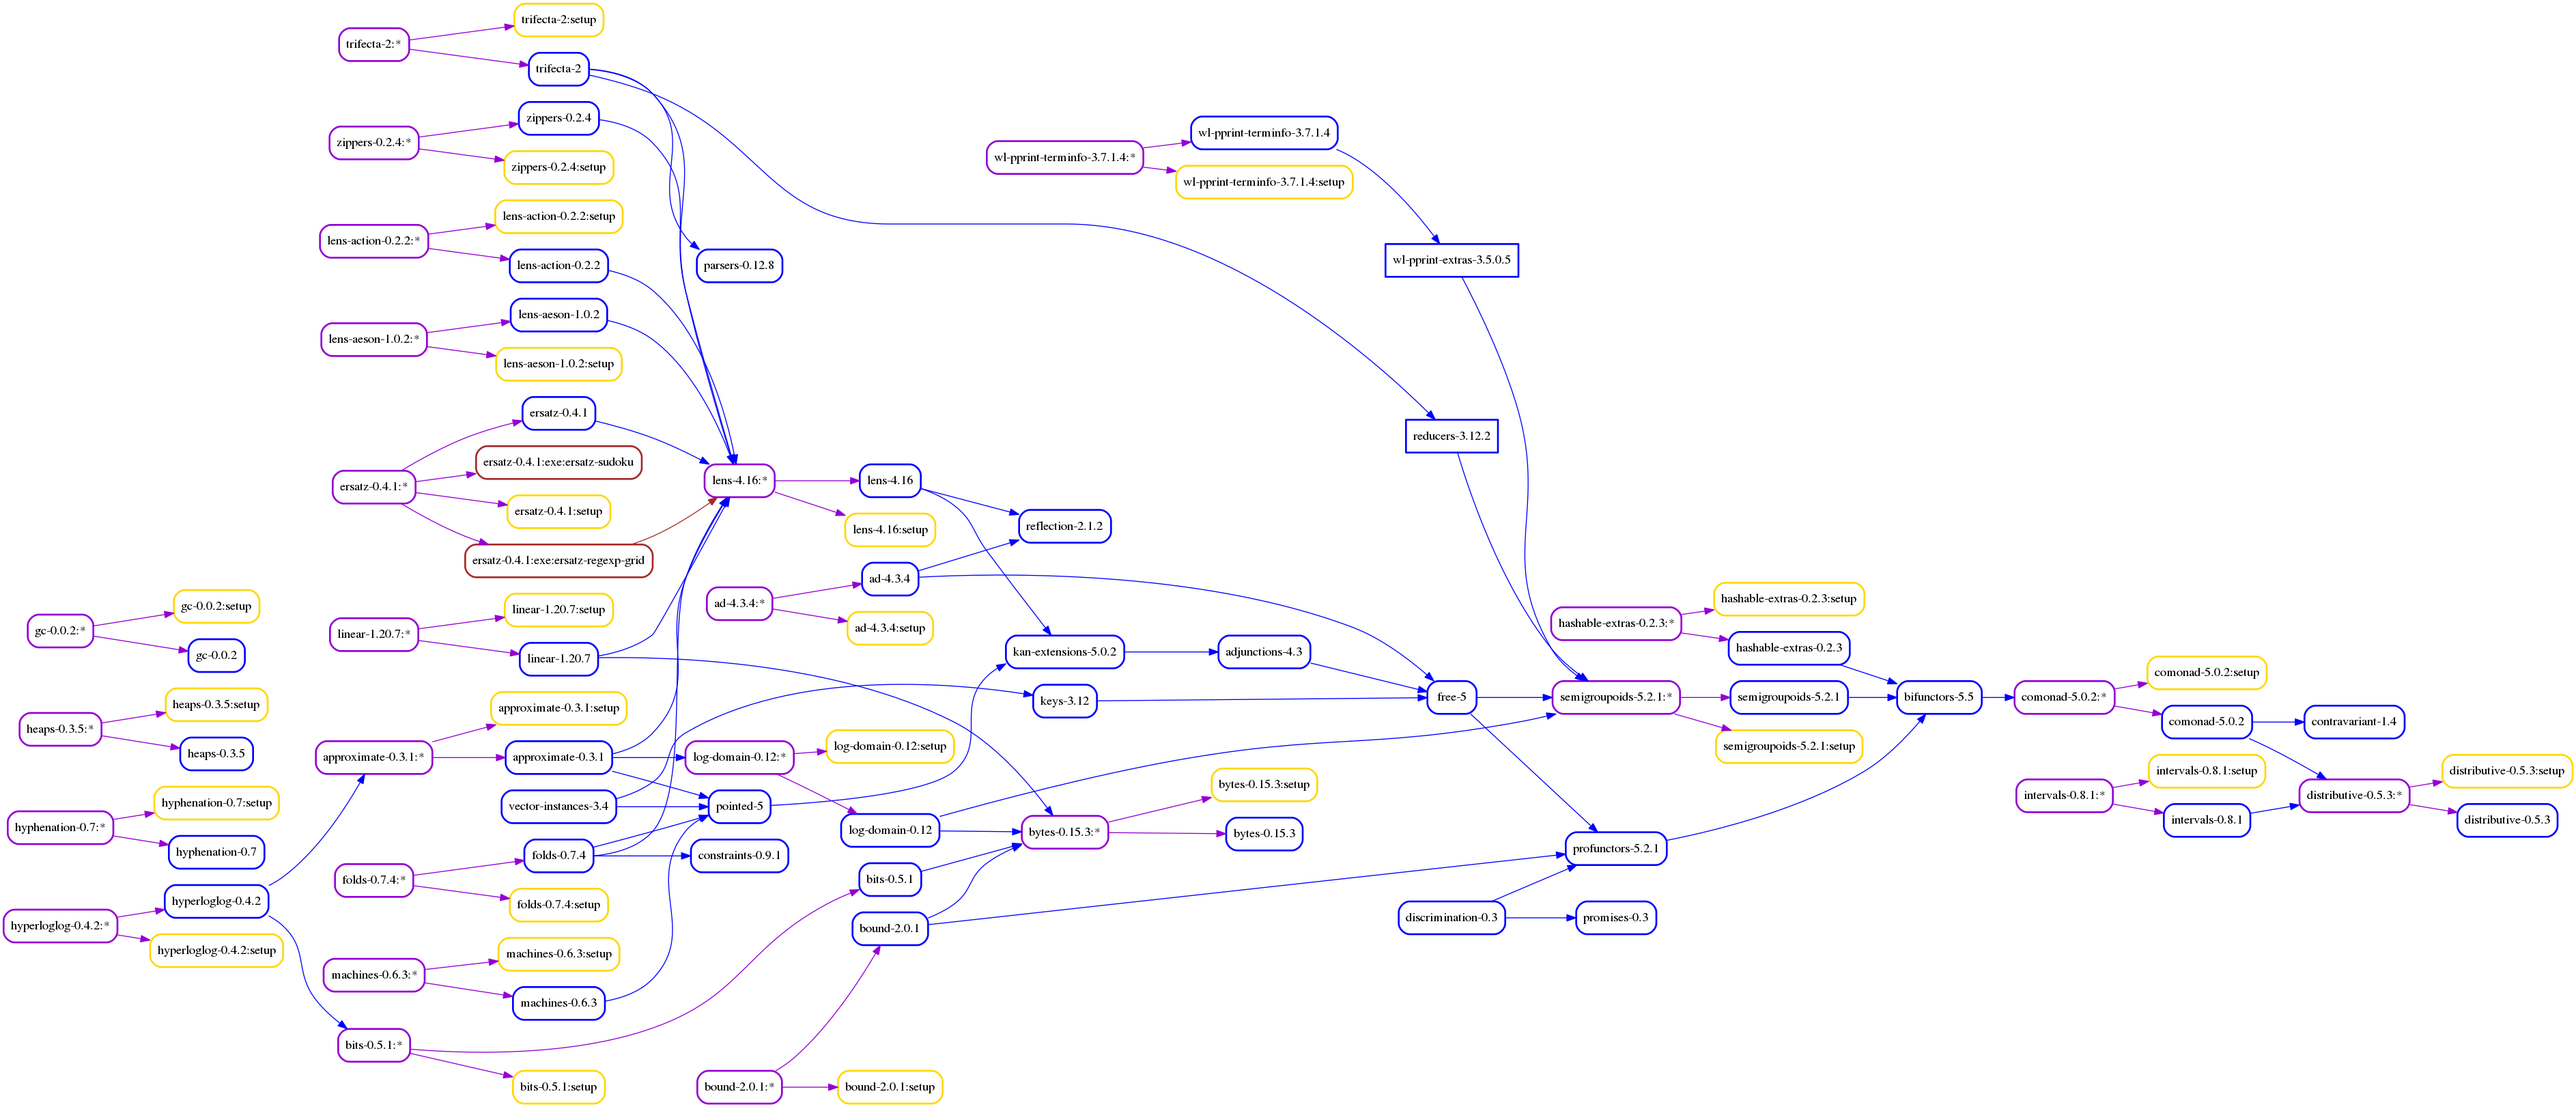 trifecta-2:setup
trifecta-2:*
trifecta-2
zippers-0.2.4
zippers-0.2.4:*
zippers-0.2.4:setup
wl-pprint-terminfo-3.7.1.4
wl-pprint-terminfo-3.7.1.4:*
wl-pprint-terminfo-3.7.1.4:setup
lens-action-0.2.2:setup
lens-action-0.2.2:*
lens-action-0.2.2
parsers-0.12.8
wl-pprint-extras-3.5.0.5
lens-aeson-1.0.2
lens-aeson-1.0.2:*
lens-aeson-1.0.2:setup
ersatz-0.4.1
reducers-3.12.2
ersatz-0.4.1:exe:ersatz-sudoku
ersatz-0.4.1:*
lens-4.16:*
lens-4.16
ersatz-0.4.1:setup
lens-4.16:setup
reflection-2.1.2
ersatz-0.4.1:exe:ersatz-regexp-grid
ad-4.3.4
ad-4.3.4:*
ad-4.3.4:setup
gc-0.0.2:setup
gc-0.0.2:*
gc-0.0.2
linear-1.20.7:setup
linear-1.20.7:*
linear-1.20.7
hashable-extras-0.2.3:setup
hashable-extras-0.2.3:*
hashable-extras-0.2.3
kan-extensions-5.0.2
adjunctions-4.3
keys-3.12
free-5
semigroupoids-5.2.1:*
semigroupoids-5.2.1
semigroupoids-5.2.1:setup
bifunctors-5.5
comonad-5.0.2:setup
comonad-5.0.2:*
comonad-5.0.2
contravariant-1.4
heaps-0.3.5:setup
heaps-0.3.5:*
heaps-0.3.5
approximate-0.3.1:setup
approximate-0.3.1:*
approximate-0.3.1
log-domain-0.12:*
log-domain-0.12:setup
vector-instances-3.4
pointed-5
log-domain-0.12
bytes-0.15.3:setup
bytes-0.15.3:*
bytes-0.15.3
intervals-0.8.1:setup
intervals-0.8.1:*
intervals-0.8.1
distributive-0.5.3:setup
distributive-0.5.3:*
distributive-0.5.3
hyphenation-0.7:setup
hyphenation-0.7:*
hyphenation-0.7
folds-0.7.4
constraints-0.9.1
profunctors-5.2.1
folds-0.7.4:*
folds-0.7.4:setup
bits-0.5.1
hyperloglog-0.4.2
hyperloglog-0.4.2:*
hyperloglog-0.4.2:setup
bound-2.0.1
discrimination-0.3
promises-0.3
machines-0.6.3:setup
machines-0.6.3:*
machines-0.6.3
bits-0.5.1:*
bits-0.5.1:setup
bound-2.0.1:*
bound-2.0.1:setup